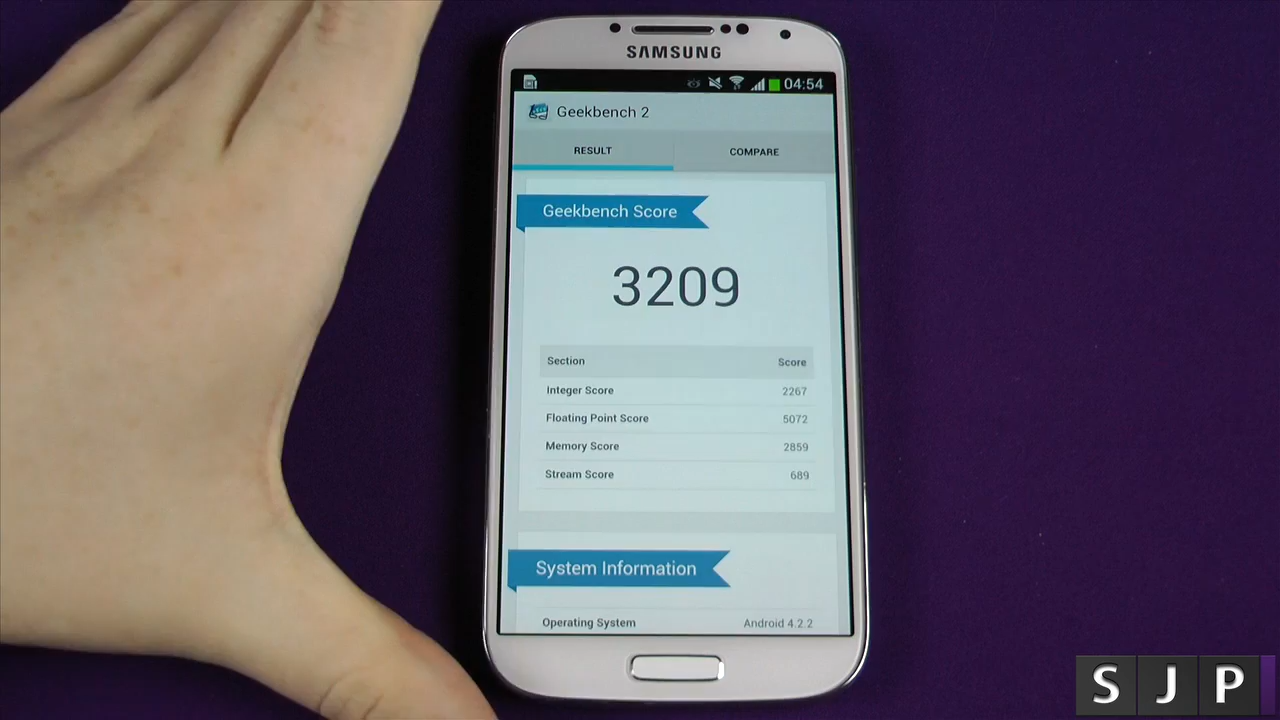 SAMSUNG
04:54
Geekbench 2
RESULT COMPARE
Geekbench Score
3209
Section Score
Integer Score 2267
Floating Point Score 5072
Memory Score 2859
Stream Score 689
System Information
Operating System Android 4.2.2
S J P